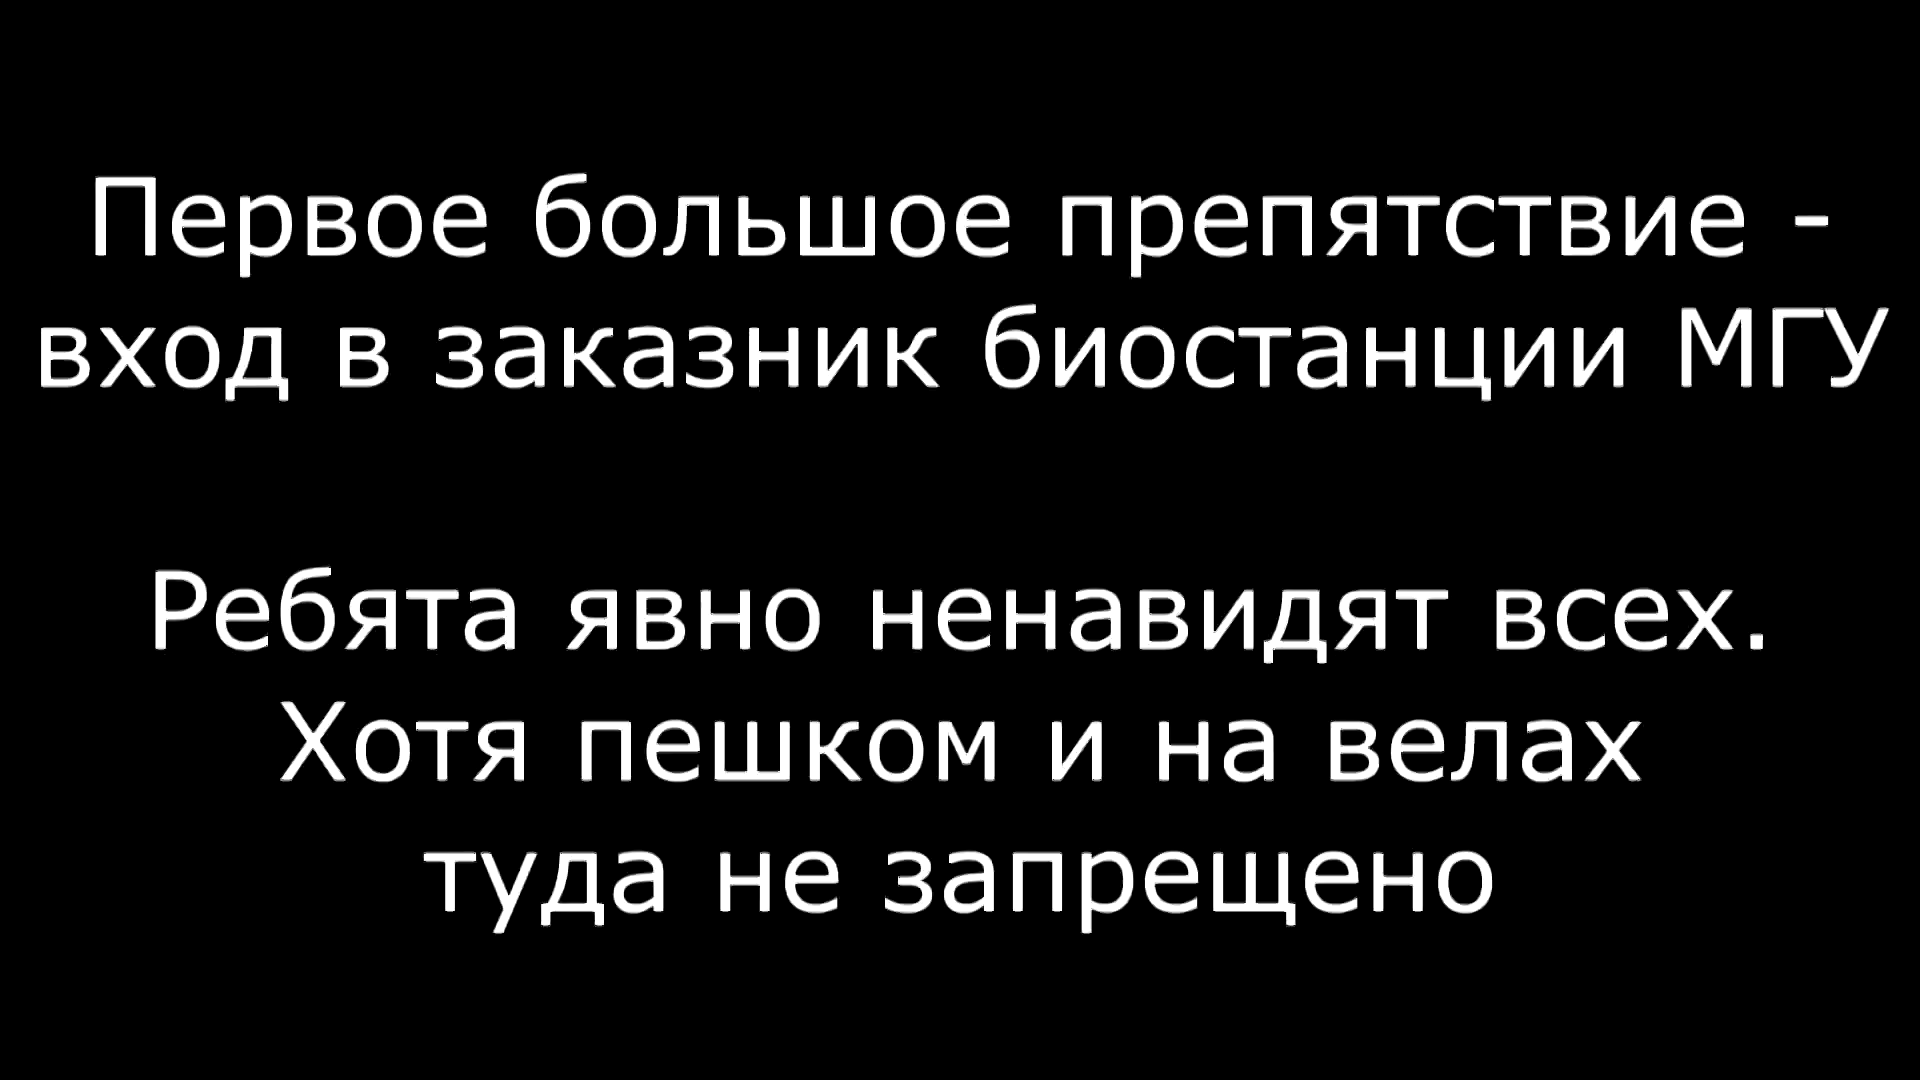 Первое большое препятствие -
вход в заказник биостанции МГУ
Ребята явно ненавидят всех.
Хотя пешком и на велах
туда не запрещено